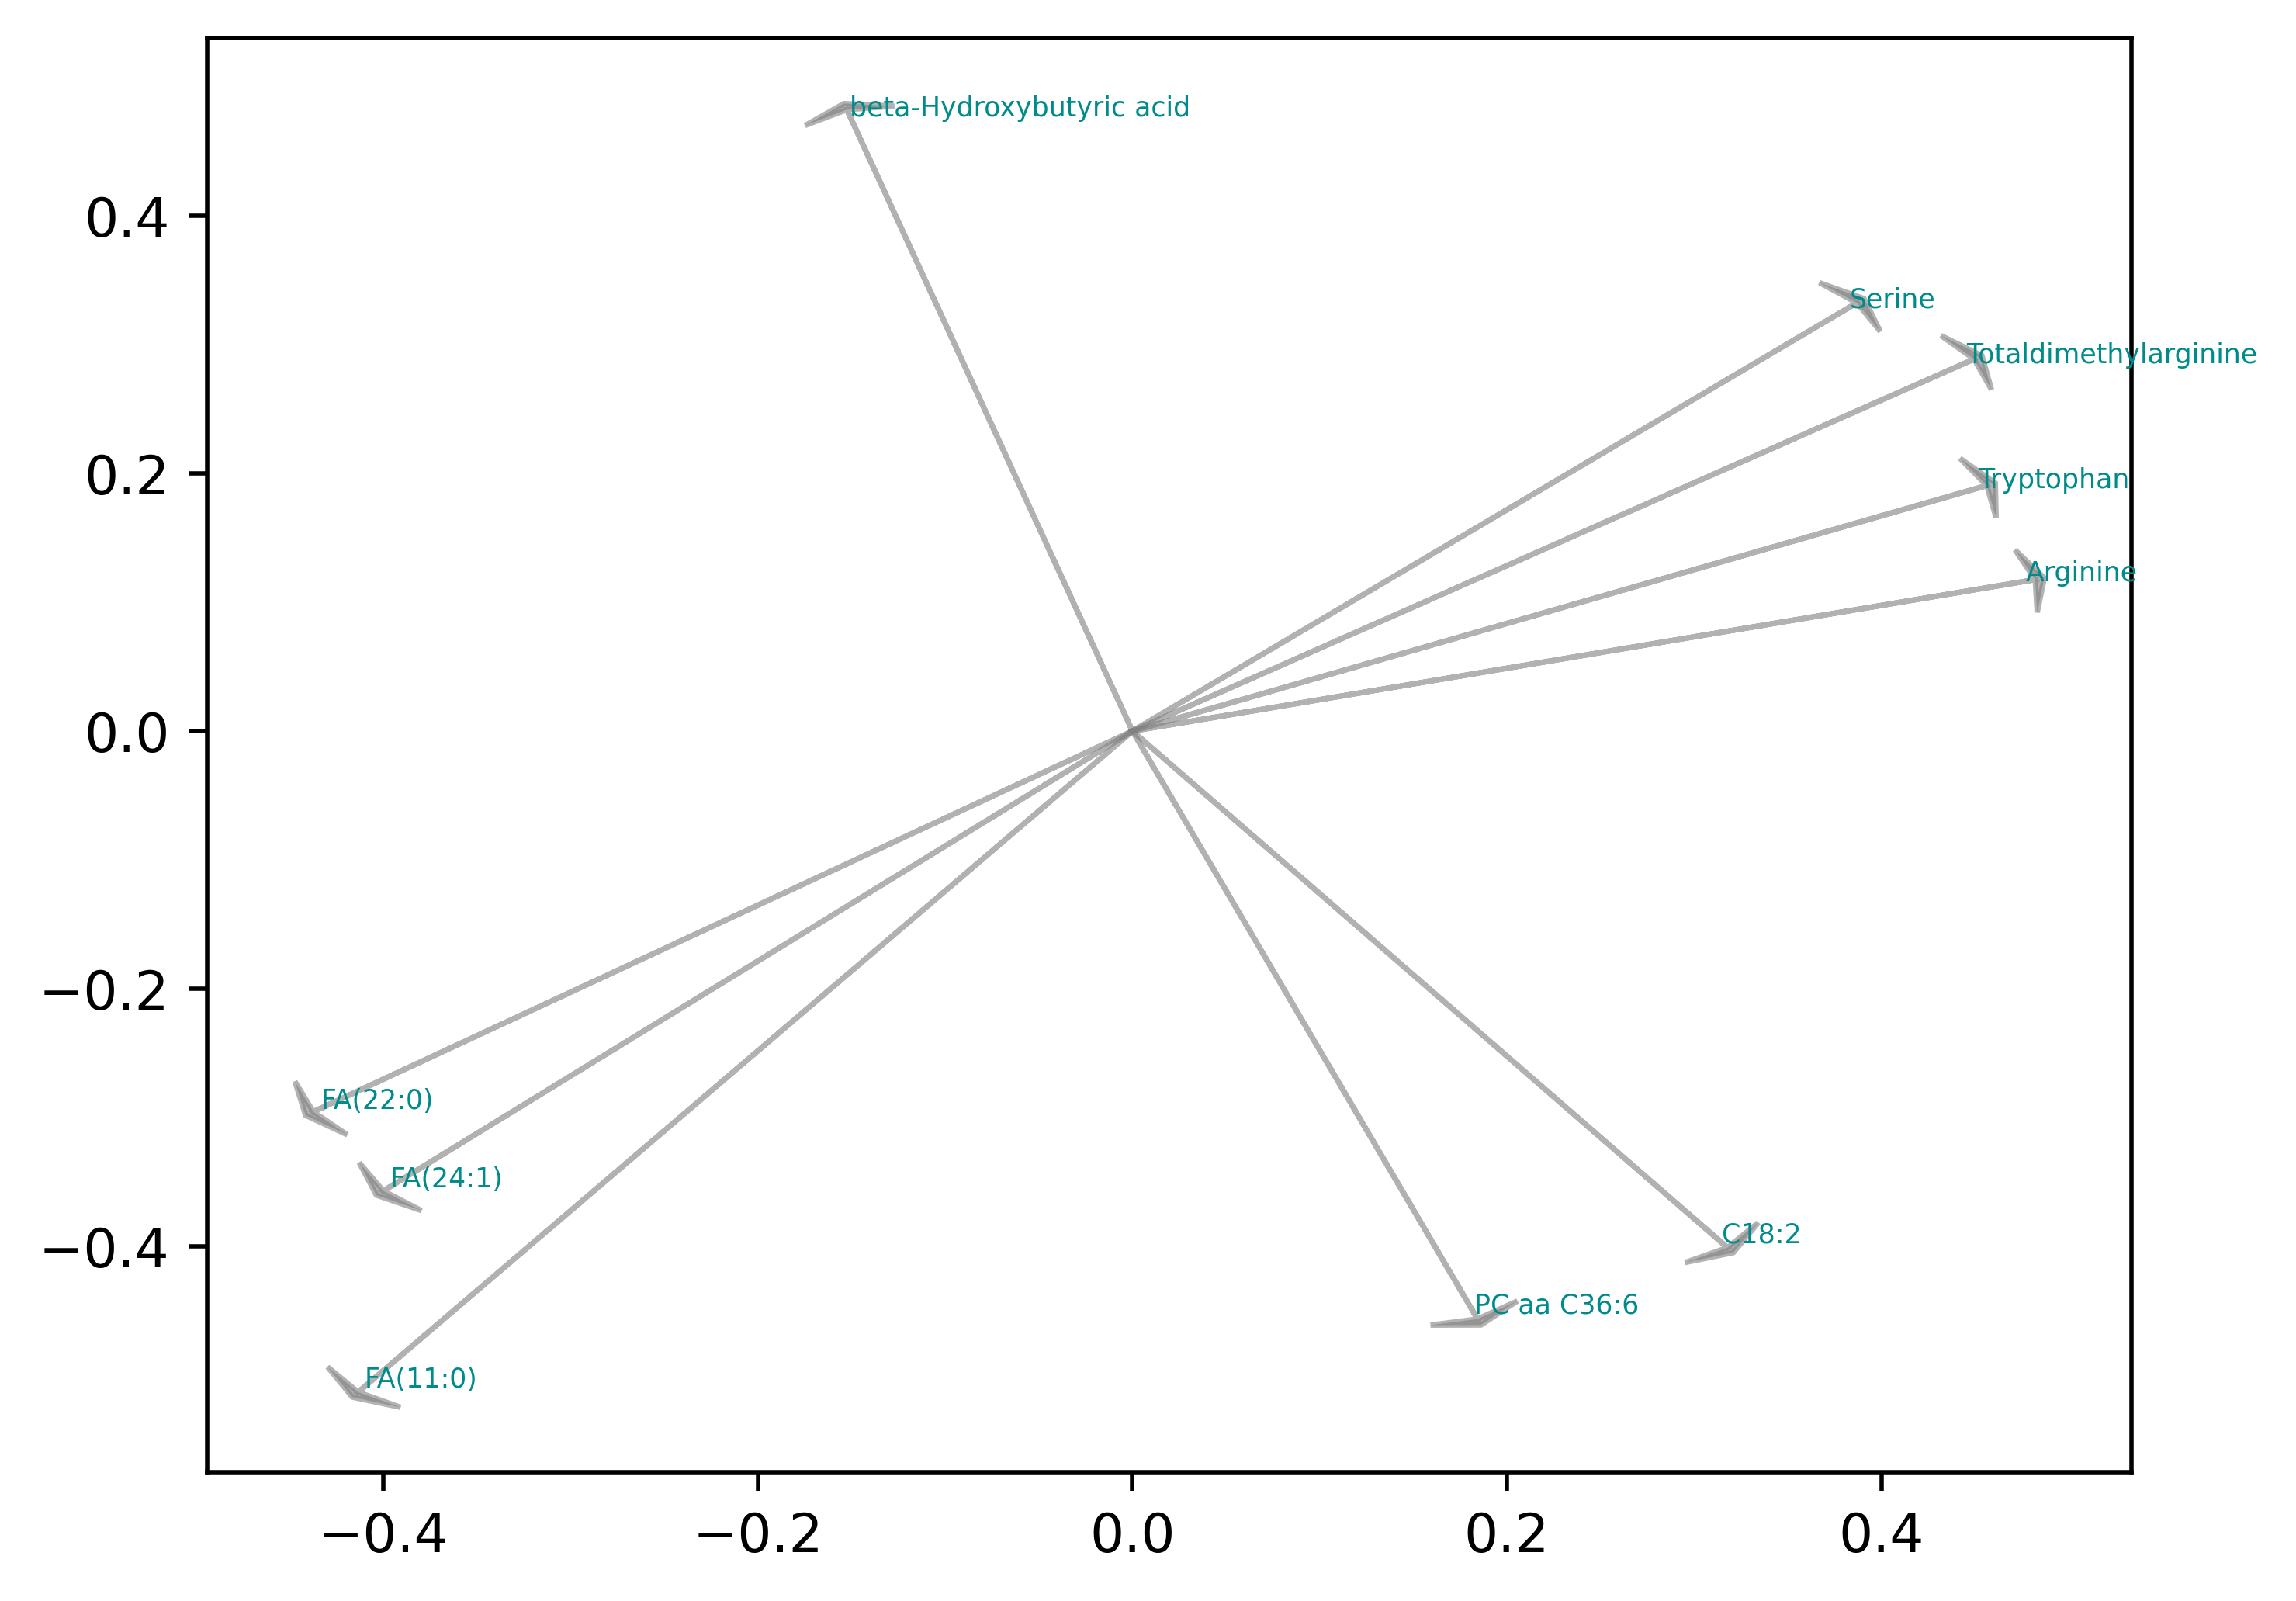 beta-Hydroxybutyric acid
0.4
Serine
Totaldimethylarginine
0.2
Tryptophan
Arginine
0.0
−0.2
FA(22:0)
FA(24:1)
−0.4
C18:2
PC aa C36:6
FA(11:0)
−0.4 −0.2 0.0 0.2 0.4